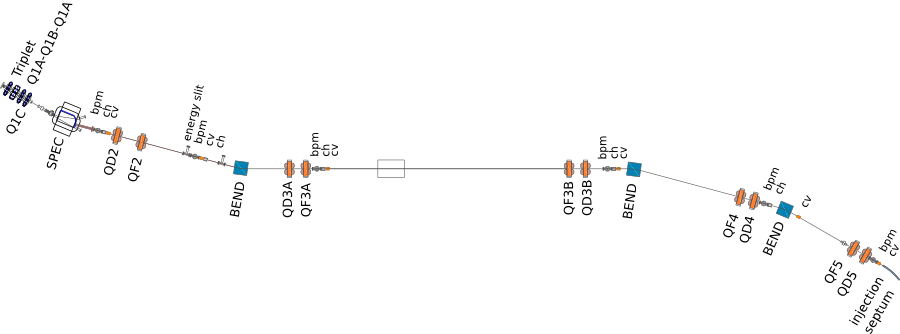 Triplet
Q1A-Q1B-Q1A
Q1C
SPEC
bpm
ch
cv
QD2
QF2
energy slit
bpm
cv
ch
BEND
QD3A
QF3A
bpm
ch
cv
QF3B
QD3B
bpm
ch
cv
BEND
QF4
QD4
bpm
ch
BEND
cv
QF5
QD5
bpm
cv
injection
septum